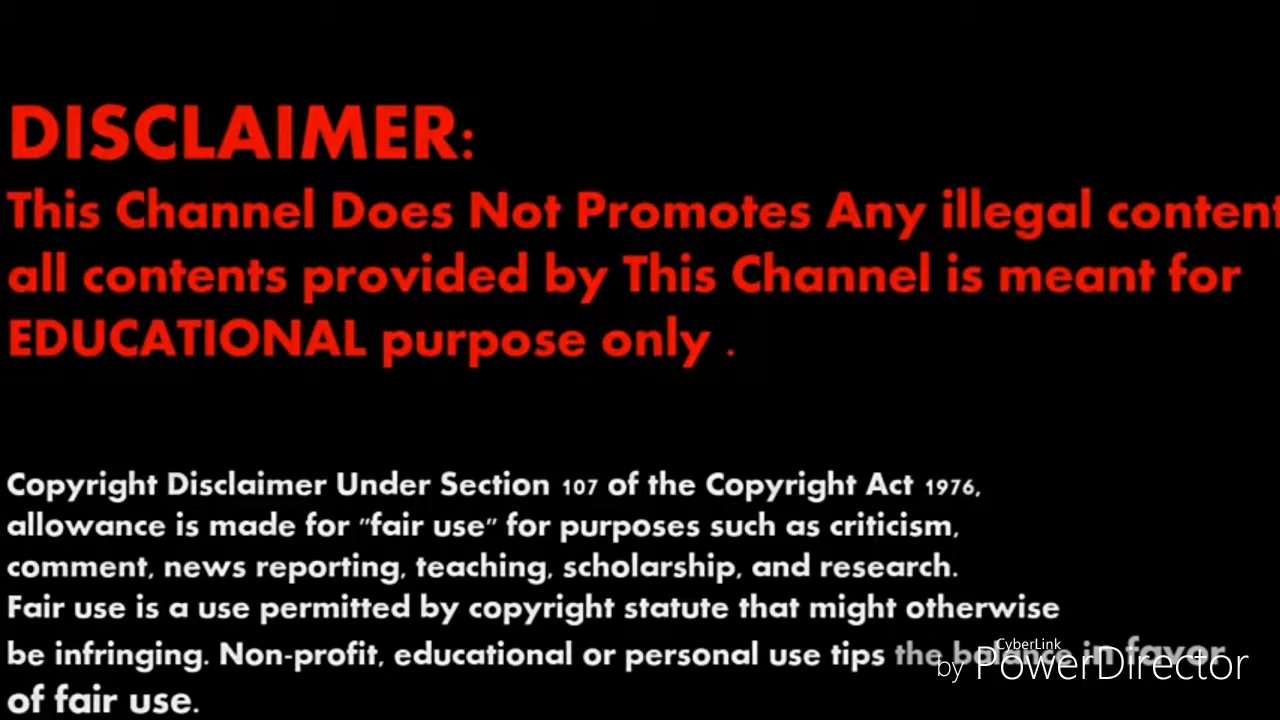 DISCLAIMER:
This Channel Does Not Promotes Any illegal content
all contents provided by This Channel is meant for
EDUCATIONAL purpose only .
Copyright Disclaimer Under Section 107 of the Copyright Act 1976,
allowance is made for "fair use" for purposes such as criticism,
comment, news reporting, teaching, scholarship, and research.
Fair use is a use permitted by copyright statute that might otherwise
be infringing. Non-profit, educational or personal use tips the balance in favor
of fair use.
CyberLink
by PowerDirector